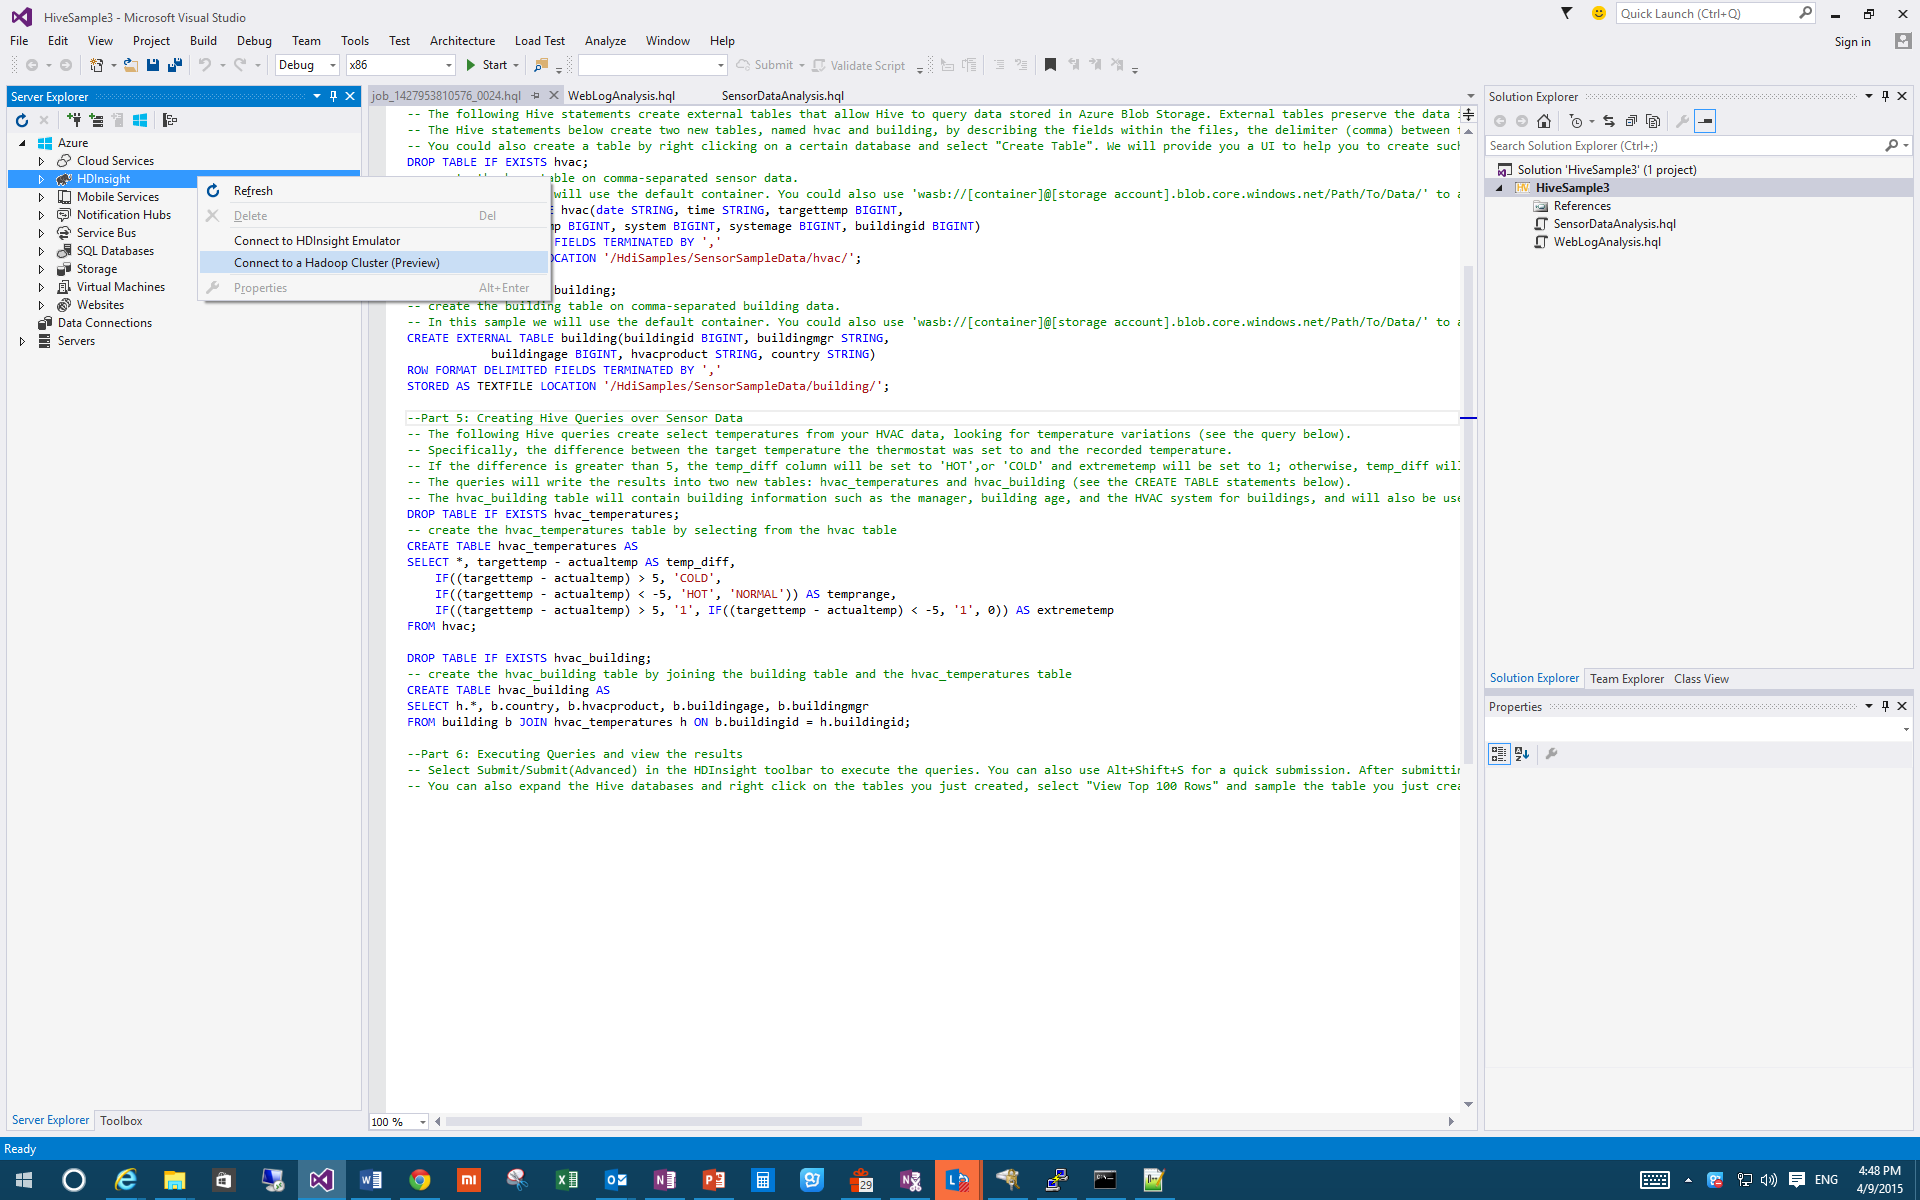 HiveSample3 - Microsoft Visual Studio
Quick Launch (Ctrl+Q)
File Edit View Project Build Debug Team Tools Test Architecture Load Test Analyze Window Help
Sign in
Debug x86 Start Submit Validate Script
Server Explorer
job_1427953810576_0024.hql WebLogAnalysis.hql SensorDataAnalysis.hql
Azure
Cloud Services
HDInsight
Mobile Services
Notification Hubs
Service Bus
SQL Databases
Storage
Virtual Machines
Websites
Data Connections
Servers
Refresh
Delete Del
Connect to HDInsight Emulator
Connect to a Hadoop Cluster (Preview)
Properties Alt+Enter
-- The following Hive statements create external tables that allow Hive to query data stored in Azure Blob Storage. External tables preserve the data
-- The Hive statements below create two new tables, named hvac and building, by describing the fields within the files, the delimiter (comma) between
-- You could also create a table by right clicking on a certain database and select "Create Table". We will provide you a UI to help you to create suc
DROP TABLE IF EXISTS hvac;
able on comma-separated sensor data.
will use the default container. You could also use 'wasb://[container]@[storage account].blob.core.windows.net/Path/To/Data/' to a
hvac(date STRING, time STRING, targettemp BIGINT,
p BIGINT, system BIGINT, systemage BIGINT, buildingid BIGINT)
FIELDS TERMINATED BY ','
CATION '/HdiSamples/SensorSampleData/hvac/';
building;
-- create the building table on comma-separated building data.
-- In this sample we will use the default container. You could also use 'wasb://[container]@[storage account].blob.core.windows.net/Path/To/Data/' to a
CREATE EXTERNAL TABLE building(buildingid BIGINT, buildingmgr STRING,
buildingage BIGINT, hvacproduct STRING, country STRING)
ROW FORMAT DELIMITED FIELDS TERMINATED BY ','
STORED AS TEXTFILE LOCATION '/HdiSamples/SensorSampleData/building/';
--Part 5: Creating Hive Queries over Sensor Data
-- The following Hive queries create select temperatures from your HVAC data, looking for temperature variations (see the query below).
-- Specifically, the difference between the target temperature the thermostat was set to and the recorded temperature.
-- If the difference is greater than 5, the temp_diff column will be set to 'HOT',or 'COLD' and extremetemp will be set to 1; otherwise, temp_diff wil
-- The queries will write the results into two new tables: hvac_temperatures and hvac_building (see the CREATE TABLE statements below).
-- The hvac_building table will contain building information such as the manager, building age, and the HVAC system for buildings, and will also be use
DROP TABLE IF EXISTS hvac_temperatures;
-- create the hvac_temperatures table by selecting from the hvac table
CREATE TABLE hvac_temperatures AS
SELECT *, targettemp - actualtemp AS temp_diff,
IF((targettemp - actualtemp) > 5, 'COLD',
IF((targettemp - actualtemp) < -5, 'HOT', 'NORMAL')) AS temprange,
IF((targettemp - actualtemp) > 5, '1', IF((targettemp - actualtemp) < -5, '1', 0)) AS extremetemp
FROM hvac;
DROP TABLE IF EXISTS hvac_building;
-- create the hvac_building table by joining the building table and the hvac_temperatures table
CREATE TABLE hvac_building AS
SELECT h.*, b.country, b.hvacproduct, b.buildingage, b.buildingmgr
FROM building b JOIN hvac_temperatures h ON b.buildingid = h.buildingid;
--Part 6: Executing Queries and view the results
-- Select Submit/Submit(Advanced) in the HDInsight toolbar to execute the queries. You can also use Alt+Shift+S for a quick submission. After submittin
-- You can also expand the Hive databases and right click on the tables you just created, select "View Top 100 Rows" and sample the table you just crea
100 %
Server Explorer Toolbox
Solution Explorer
Search Solution Explorer (Ctrl+;)
Solution 'HiveSample3' (1 project)
HiveSample3
References
SensorDataAnalysis.hql
WebLogAnalysis.hql
Solution Explorer Team Explorer Class View
Properties
Ready
ENG
4:48 PM
4/9/2015